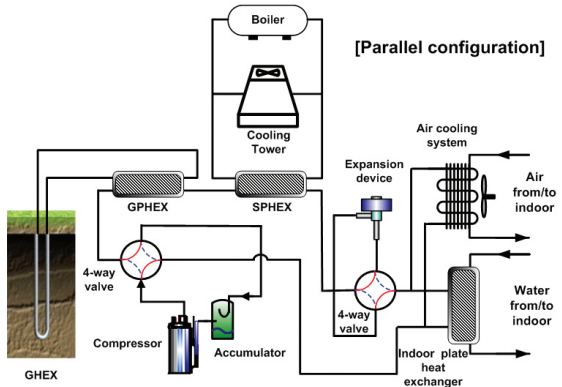 Boiler
[Parallel configuration]
Cooling
Tower
Air cooling
system
Expansion
device
Air
from/to
indoor
GPHEX
SPHEX
4-way
valve
Water
from/to
indoor
4-way
valve
Compressor
Accumulator
Indoor plate
heat
exchanger
GHEX